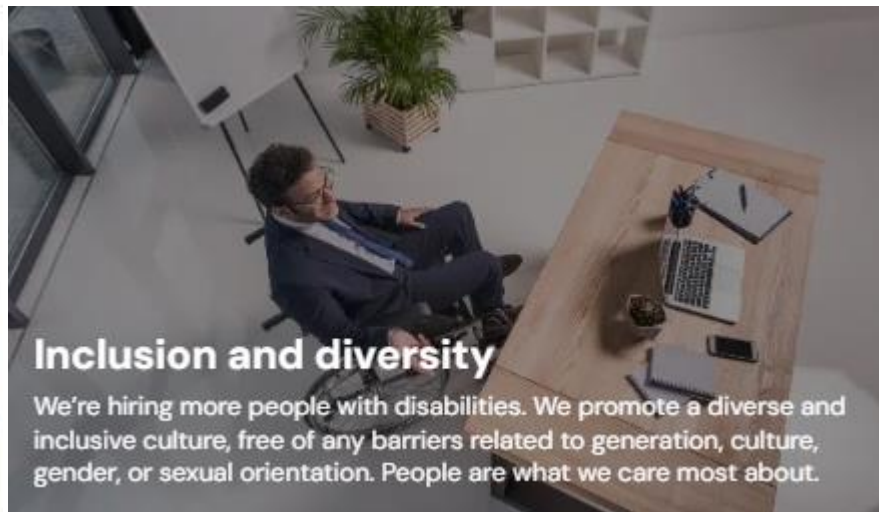 Inclusion and diversity
We're hiring more people with disabilities. We promote a diverse and
inclusive culture, free of any barriers related to generation, culture,
gender, or sexual orientation. People are what we care most about.